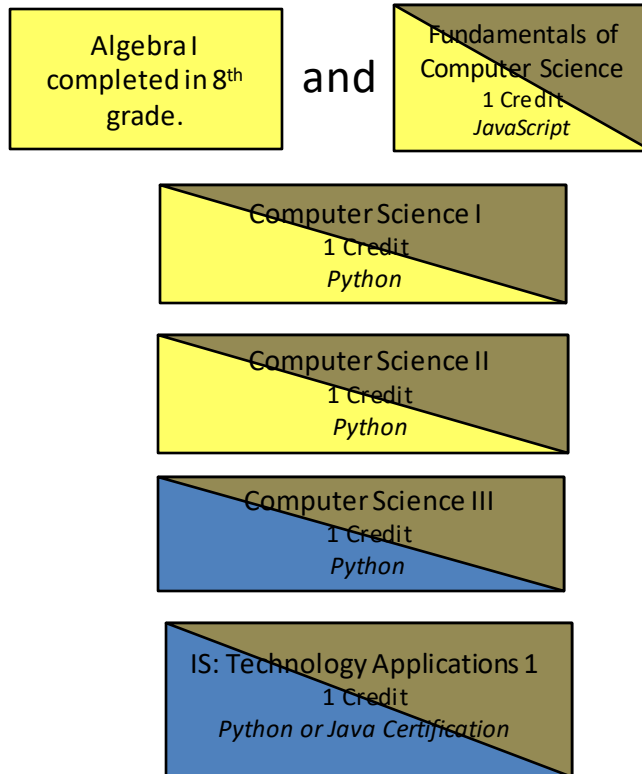 Algebra I
completed in 8th
grade.
and
Fundamentals of
Computer Science
1 Credit
JavaScript
Computer Science I
1 Credit
Python
Computer Science II
1 Credit
Python
Computer Science III
1 Credit
Python
IS: Technology Applications 1
1 Credit
Python or Java Certification